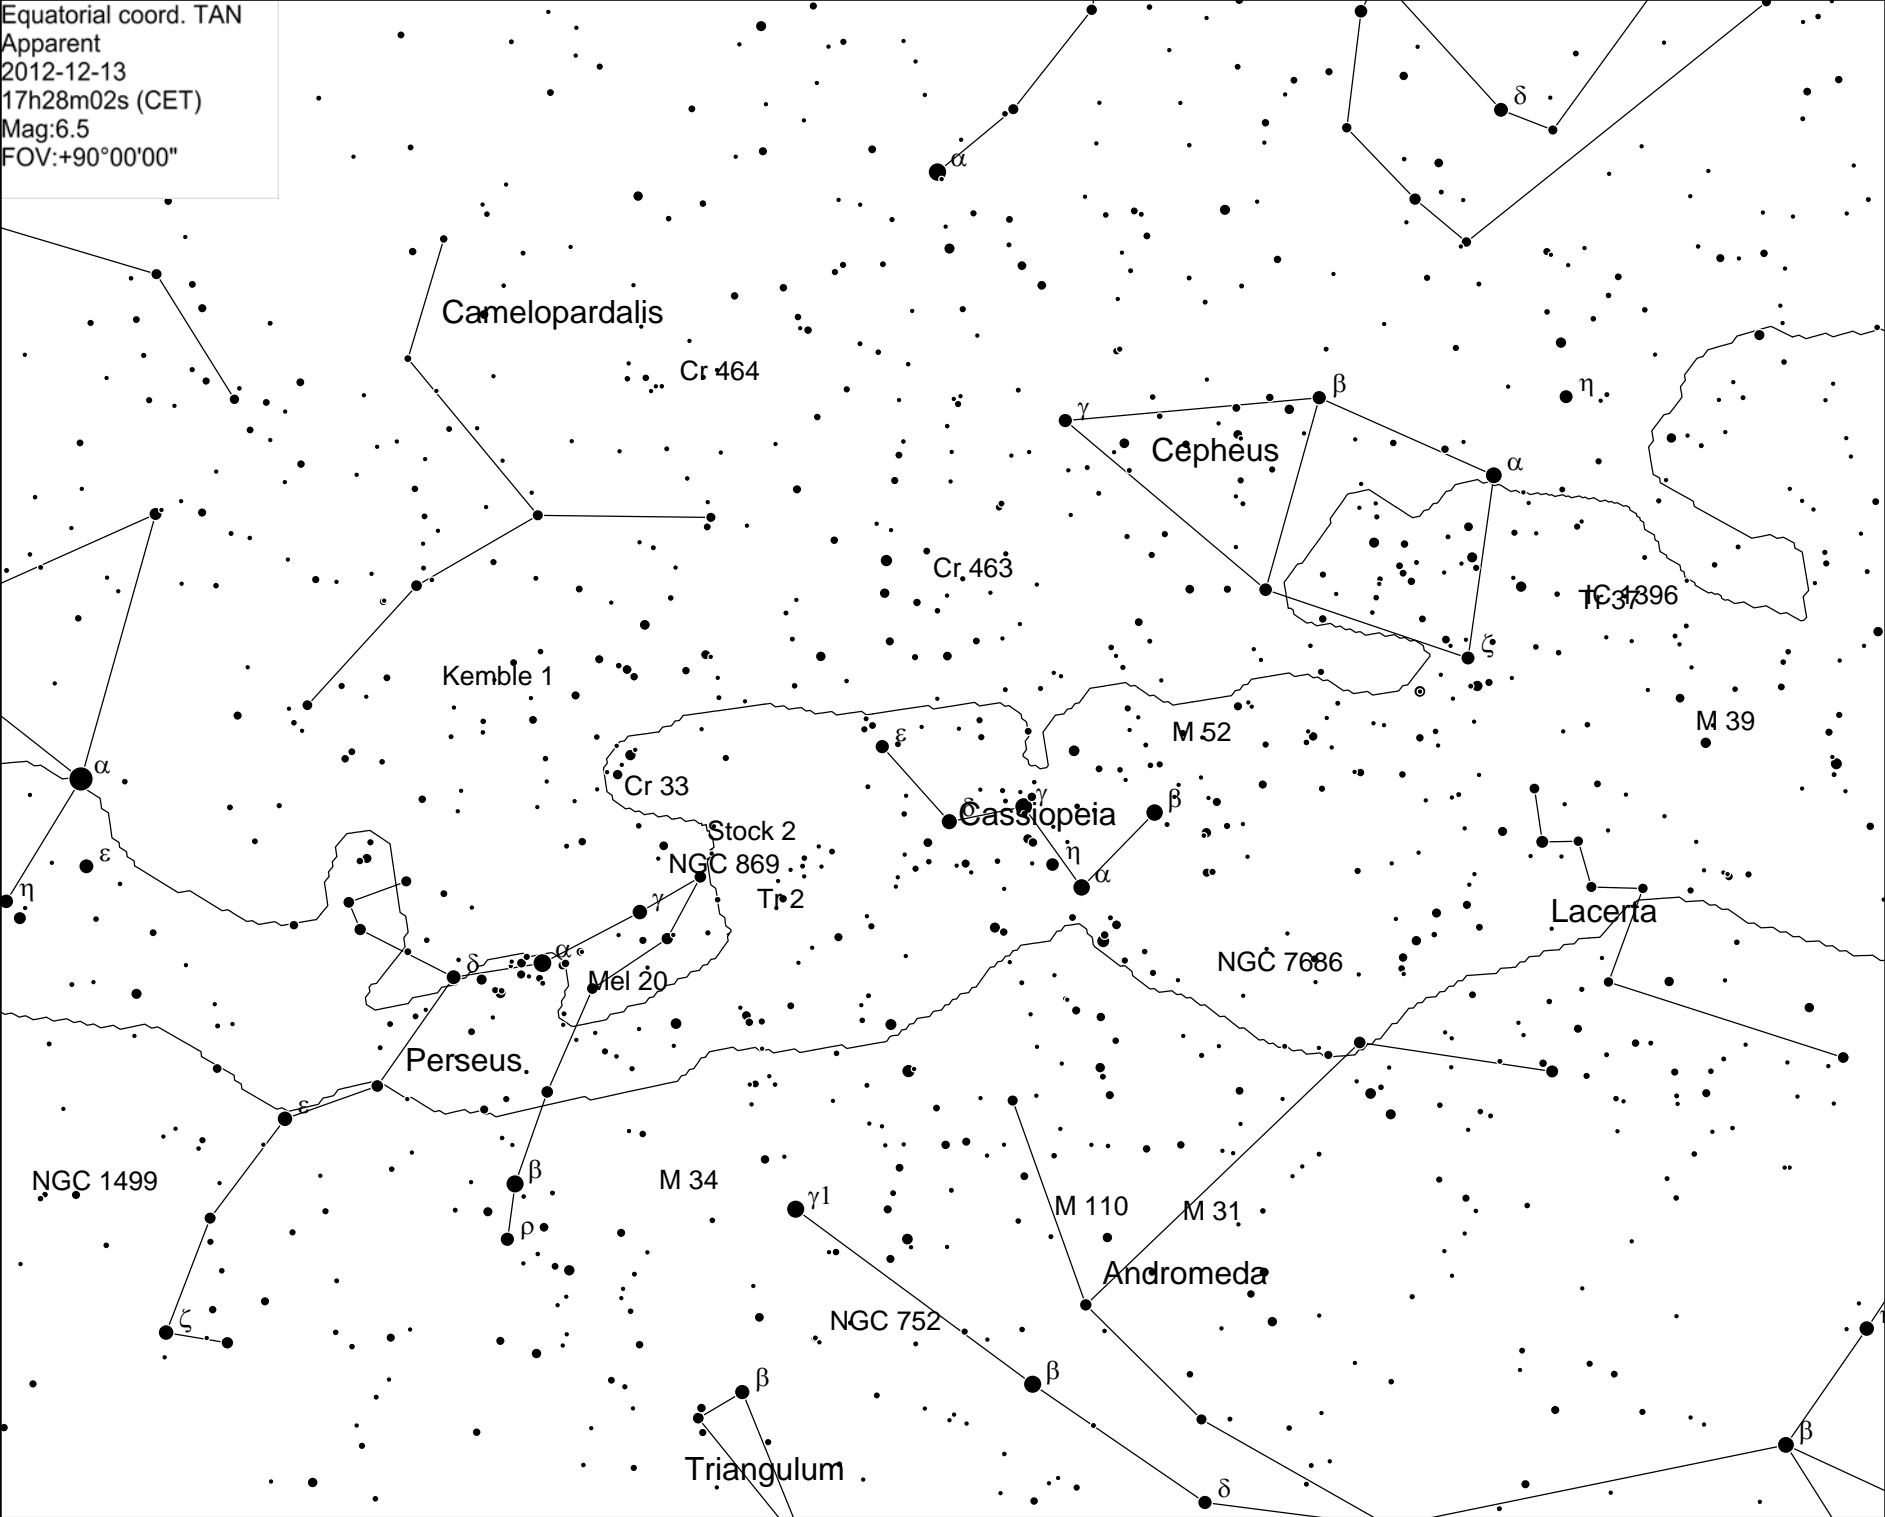 Equatorial coord. TAN
Apparent
2012-12-13
17h28m02s (CET)
Mag:6.5
FOV:+90°00'00"
δ
α
Camelopardalis
Cr 464
β
η
γ
Cepheus
α
Cr 463
Tr 37
IC 1396
ζ
Kemble 1
M 39
ε
M 52
α
Cr 33
γ
β
δ
Cassiopeia
Stock 2
ε
NGC 869
η
α
η
γ
Tr 2
Lacerta
δ
α
NGC 7686
Mel 20
Perseus
ε
β
NGC 1499
M 34
γ1
M 110
M 31
ρ
Andromeda
ζ
NGC 752
β
β
β
Triangulum
δ